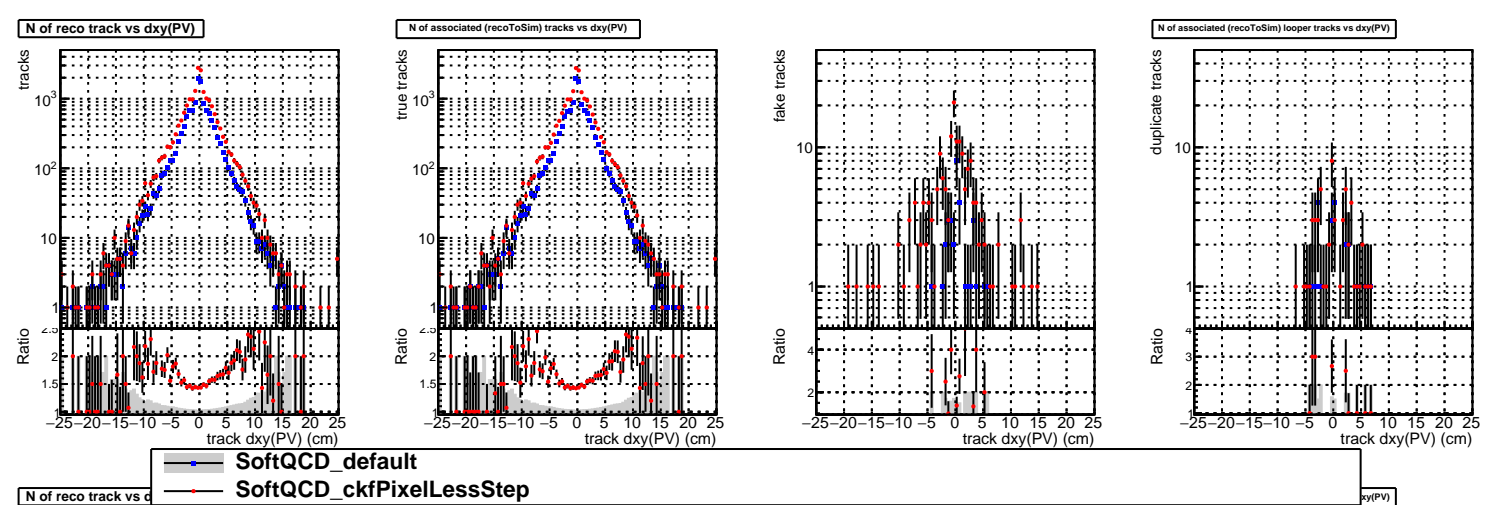 N of reco track vs dxy(PV)
N of associated (recoToSim) tracks vs dxy(PV)
N of associated (recoToSim) looper tracks vs dxy(PV)
tracks
10³
10²
10
1
Ratio
2.5
2
1.5
1
−25 −20 −15 −10 −5 0 5 10 15 20 25
track dxy(PV) (cm)
true tracks
10³
10²
10
1
Ratio
2.5
2
1.5
1
−25 −20 −15 −10 −5 0 5 10 15 20 25
track dxy(PV) (cm)
fake tracks
10
1
Ratio
4
2
−25 −20 −15 −10 −5 0 5 10 15 20 25
track dxy(PV) (cm)
duplicate tracks
10
1
Ratio
4
3
2
1
−25 −20 −15 −10 −5 0 5 10 15 20 25
track dxy(PV) (cm)
SoftQCD_default
SoftQCD_ckfPixelLessStep
N of reco track vs d
xy(PV)